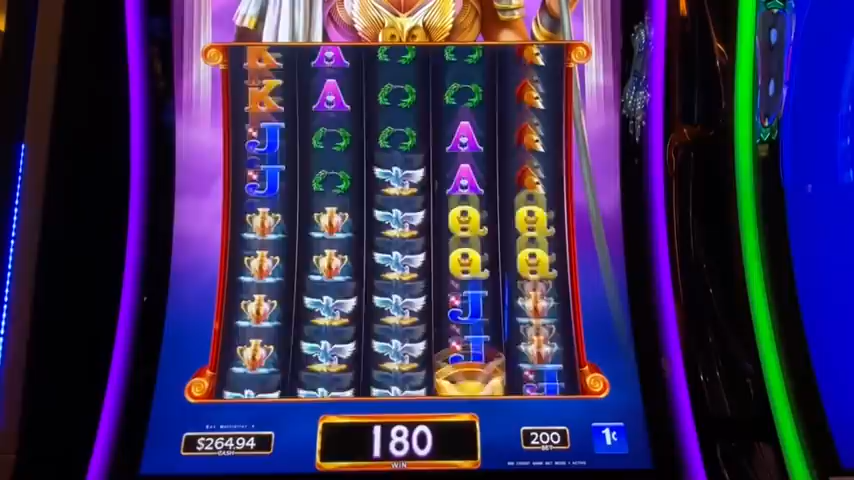 K A
K A
J A
J A
Q Q
Q Q
J
J
J
$264.94
CASH
180
WIN
200
BET
1¢